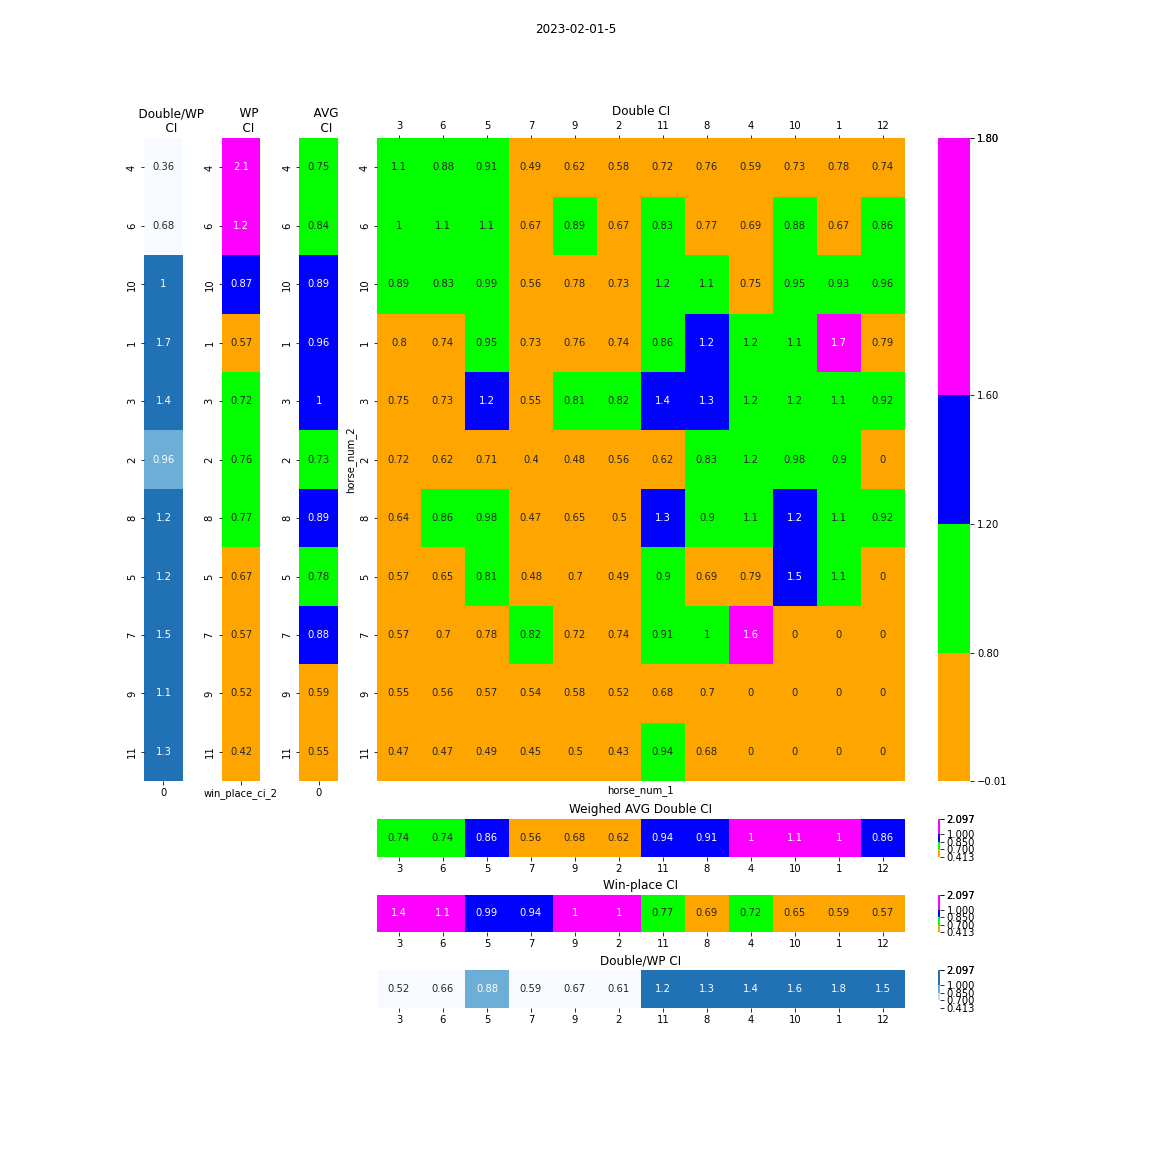 2023-02-01-5
Double/WP CI
WP CI
AVG CI
Double CI
3 6 5 7 9 2 11 8 4 10 1 12
4 0.36 4 2.1 4 0.75 4 1.1 0.88 0.91 0.49 0.62 0.58 0.72 0.76 0.59 0.73 0.78 0.74
6 0.68 6 1.2 6 0.84 6 1 1.1 1.1 0.67 0.89 0.67 0.83 0.77 0.69 0.88 0.67 0.86
10 1 10 0.87 10 0.89 10 0.89 0.83 0.99 0.56 0.78 0.73 1.2 1.1 0.75 0.95 0.93 0.96
1 1.7 1 0.57 1 0.96 1 0.8 0.74 0.95 0.73 0.76 0.74 0.86 1.2 1.2 1.1 1.7 0.79
3 1.4 3 0.72 3 1 3 0.75 0.73 1.2 0.55 0.81 0.82 1.4 1.3 1.2 1.2 1.1 0.92
2 0.96 2 0.76 2 0.73 2 0.72 0.62 0.71 0.4 0.48 0.56 0.62 0.83 1.2 0.98 0.9 0
8 1.2 8 0.77 8 0.89 8 0.64 0.86 0.98 0.47 0.65 0.5 1.3 0.9 1.1 1.2 1.1 0.92
5 1.2 5 0.67 5 0.78 5 0.57 0.65 0.81 0.48 0.7 0.49 0.9 0.69 0.79 1.5 1.1 0
7 1.5 7 0.57 7 0.88 7 0.57 0.7 0.78 0.82 0.72 0.74 0.91 1 1.6 0 0 0
9 1.1 9 0.52 9 0.59 9 0.55 0.56 0.57 0.54 0.58 0.52 0.68 0.7 0 0 0 0
11 1.3 11 0.42 11 0.55 11 0.47 0.47 0.49 0.45 0.5 0.43 0.94 0.68 0 0 0 0
horse_num_2
0 win_place_ci_2 0 horse_num_1
1.80
1.60
1.20
0.80
−0.01
Weighed AVG Double CI
0.74 0.74 0.86 0.56 0.68 0.62 0.94 0.91 1 1.1 1 0.86
3 6 5 7 9 2 11 8 4 10 1 12
2.097
1.000
0.850
0.700
0.413
Win-place CI
1.4 1.1 0.99 0.94 1 1 0.77 0.69 0.72 0.65 0.59 0.57
3 6 5 7 9 2 11 8 4 10 1 12
2.097
1.000
0.850
0.700
0.413
Double/WP CI
0.52 0.66 0.88 0.59 0.67 0.61 1.2 1.3 1.4 1.6 1.8 1.5
3 6 5 7 9 2 11 8 4 10 1 12
2.097
1.000
0.850
0.700
0.413